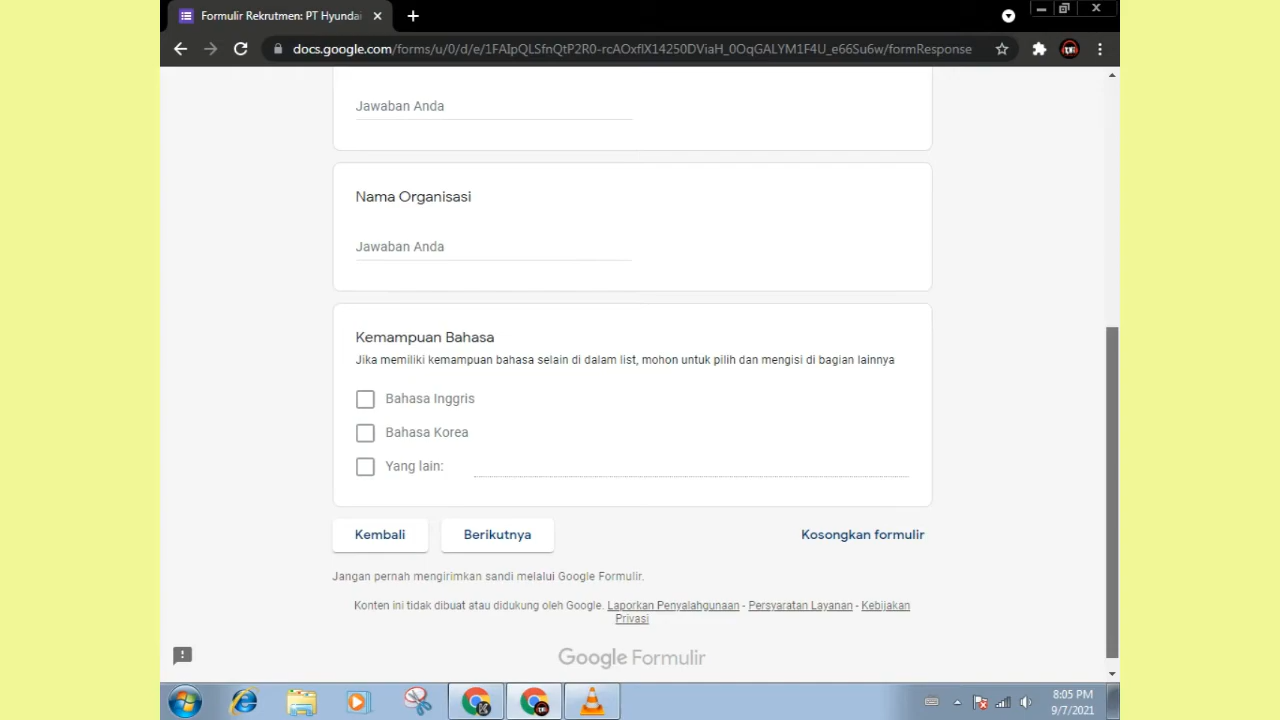 Formulir Rekrutmen: PT Hyundai
docs.google.com/forms/u/0/d/e/1FAIpQLSfnQtP2R0-rcAOxflX14250DViaH_0OqGALYM1F4U_e66Su6w/formResponse
Jawaban Anda
Nama Organisasi
Jawaban Anda
Kemampuan Bahasa
Jika memiliki kemampuan bahasa selain di dalam list, mohon untuk pilih dan mengisi di bagian lainnya
Bahasa Inggris
Bahasa Korea
Yang lain:
Kembali
Berikutnya
Kosongkan formulir
Jangan pernah mengirimkan sandi melalui Google Formulir.
Konten ini tidak dibuat atau didukung oleh Google. Laporkan Penyalahgunaan - Persyaratan Layanan - Kebijakan
Privasi
Google Formulir
8:05 PM
9/7/2021